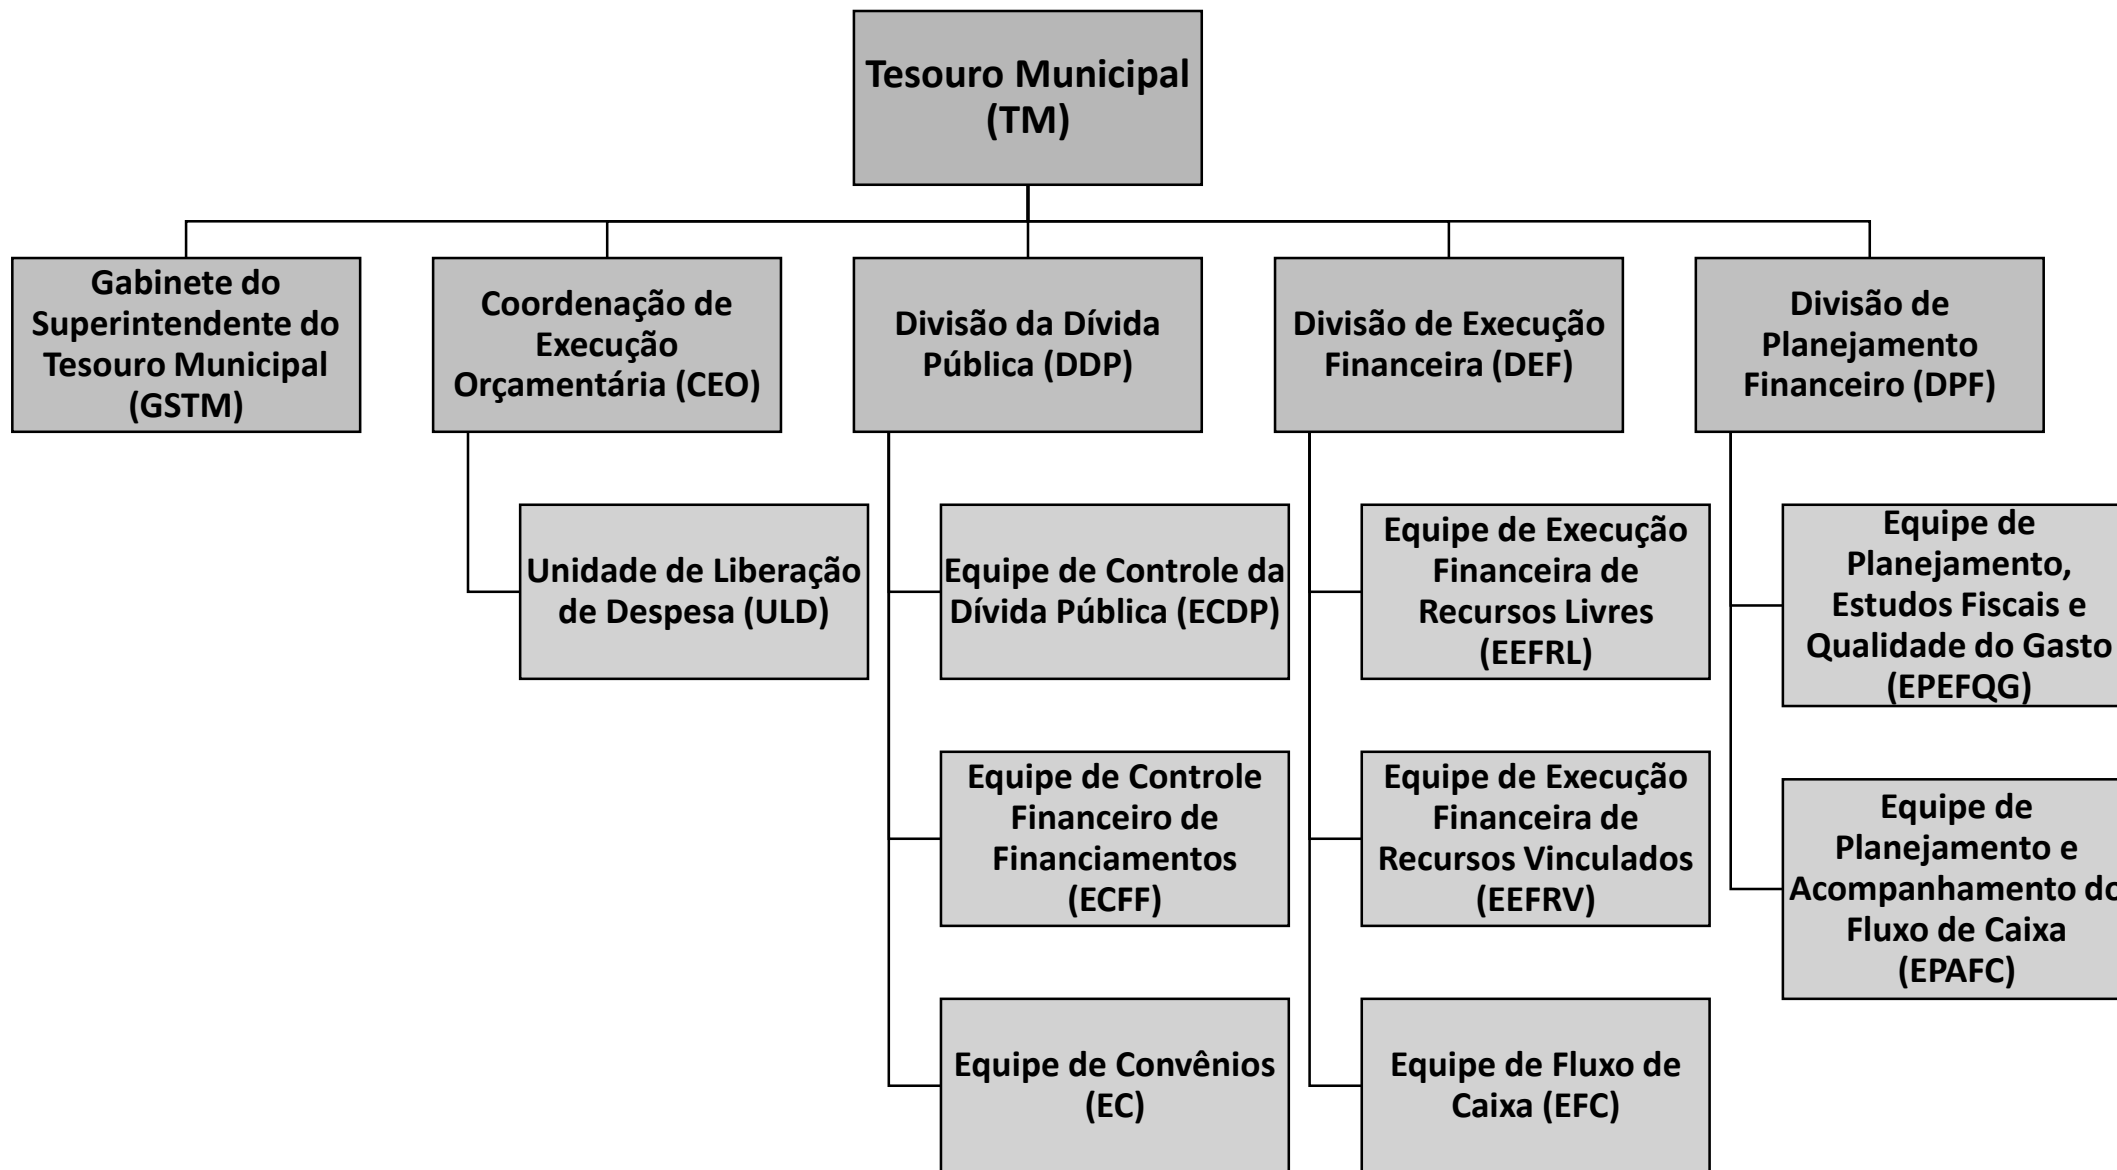 Tesouro Municipal
(TM)
Gabinete do
Superintendente do
Tesouro Municipal
(GSTM)
Coordenação de
Execução
Orçamentária (CEO)
Divisão da Dívida
Pública (DDP)
Divisão de Execução
Financeira (DEF)
Divisão de
Planejamento
Financeiro (DPF)
Unidade de Liberação
de Despesa (ULD)
Equipe de Controle da
Dívida Pública (ECDP)
Equipe de Execução
Financeira de
Recursos Livres
(EEFRL)
Equipe de
Planejamento,
Estudos Fiscais e
Qualidade do Gasto
(EPEFQG)
Equipe de Controle
Financeiro de
Financiamentos
(ECFF)
Equipe de Execução
Financeira de
Recursos Vinculados
(EEFRV)
Equipe de
Planejamento e
Acompanhamento do
Fluxo de Caixa
(EPAFC)
Equipe de Convênios
(EC)
Equipe de Fluxo de
Caixa (EFC)